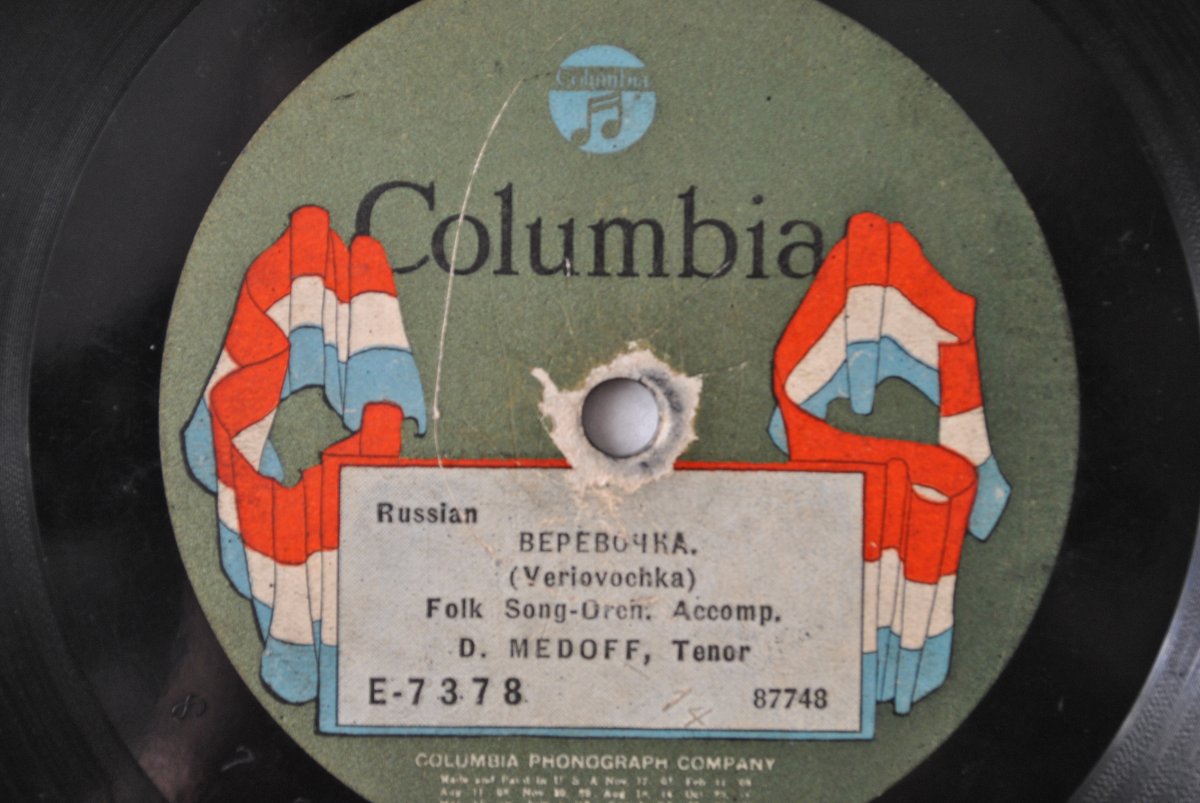 Columbia
Columbia
Russian
ВЕРЕВОЧКА.
(Veriovochka)
Folk Song-Orch. Accomp.
D. MEDOFF, Tenor
E-7378
87748
COLUMBIA PHONOGRAPH COMPANY